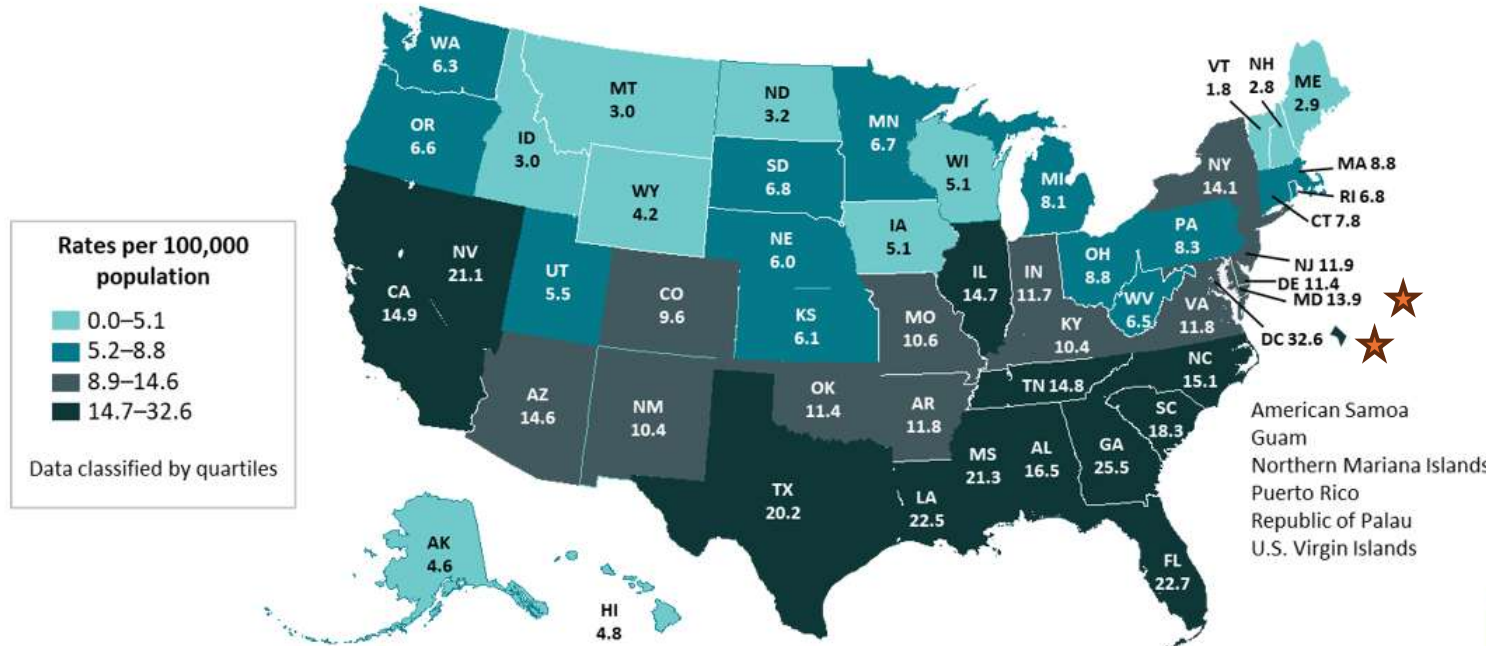 WA
6.3
MT
3.0
ND
3.2
MN
6.7
VT
1.8
NH
2.8
ME
2.9
OR
6.6
ID
3.0
WY
4.2
SD
6.8
WI
5.1
MI
8.1
NY
14.1
MA 8.8
RI 6.8
CT 7.8
Rates per 100,000
population
0.0–5.1
5.2–8.8
8.9–14.6
14.7–32.6
Data classified by quartiles
NV
21.1
CA
14.9
UT
5.5
CO
9.6
NE
6.0
KS
6.1
IA
5.1
IL
14.7
IN
11.7
OH
8.8
PA
8.3
NJ 11.9
DE 11.4
MD 13.9
WV
6.5
VA
11.8
DC 32.6
MO
10.6
KY
10.4
AZ
14.6
NM
10.4
OK
11.4
AR
11.8
TN 14.8
NC
15.1
SC
18.3
MS
21.3
AL
16.5
GA
25.5
TX
20.2
LA
22.5
FL
22.7
AK
4.6
HI
4.8
American Samoa
Guam
Northern Mariana Islands
Puerto Rico
Republic of Palau
U.S. Virgin Islands